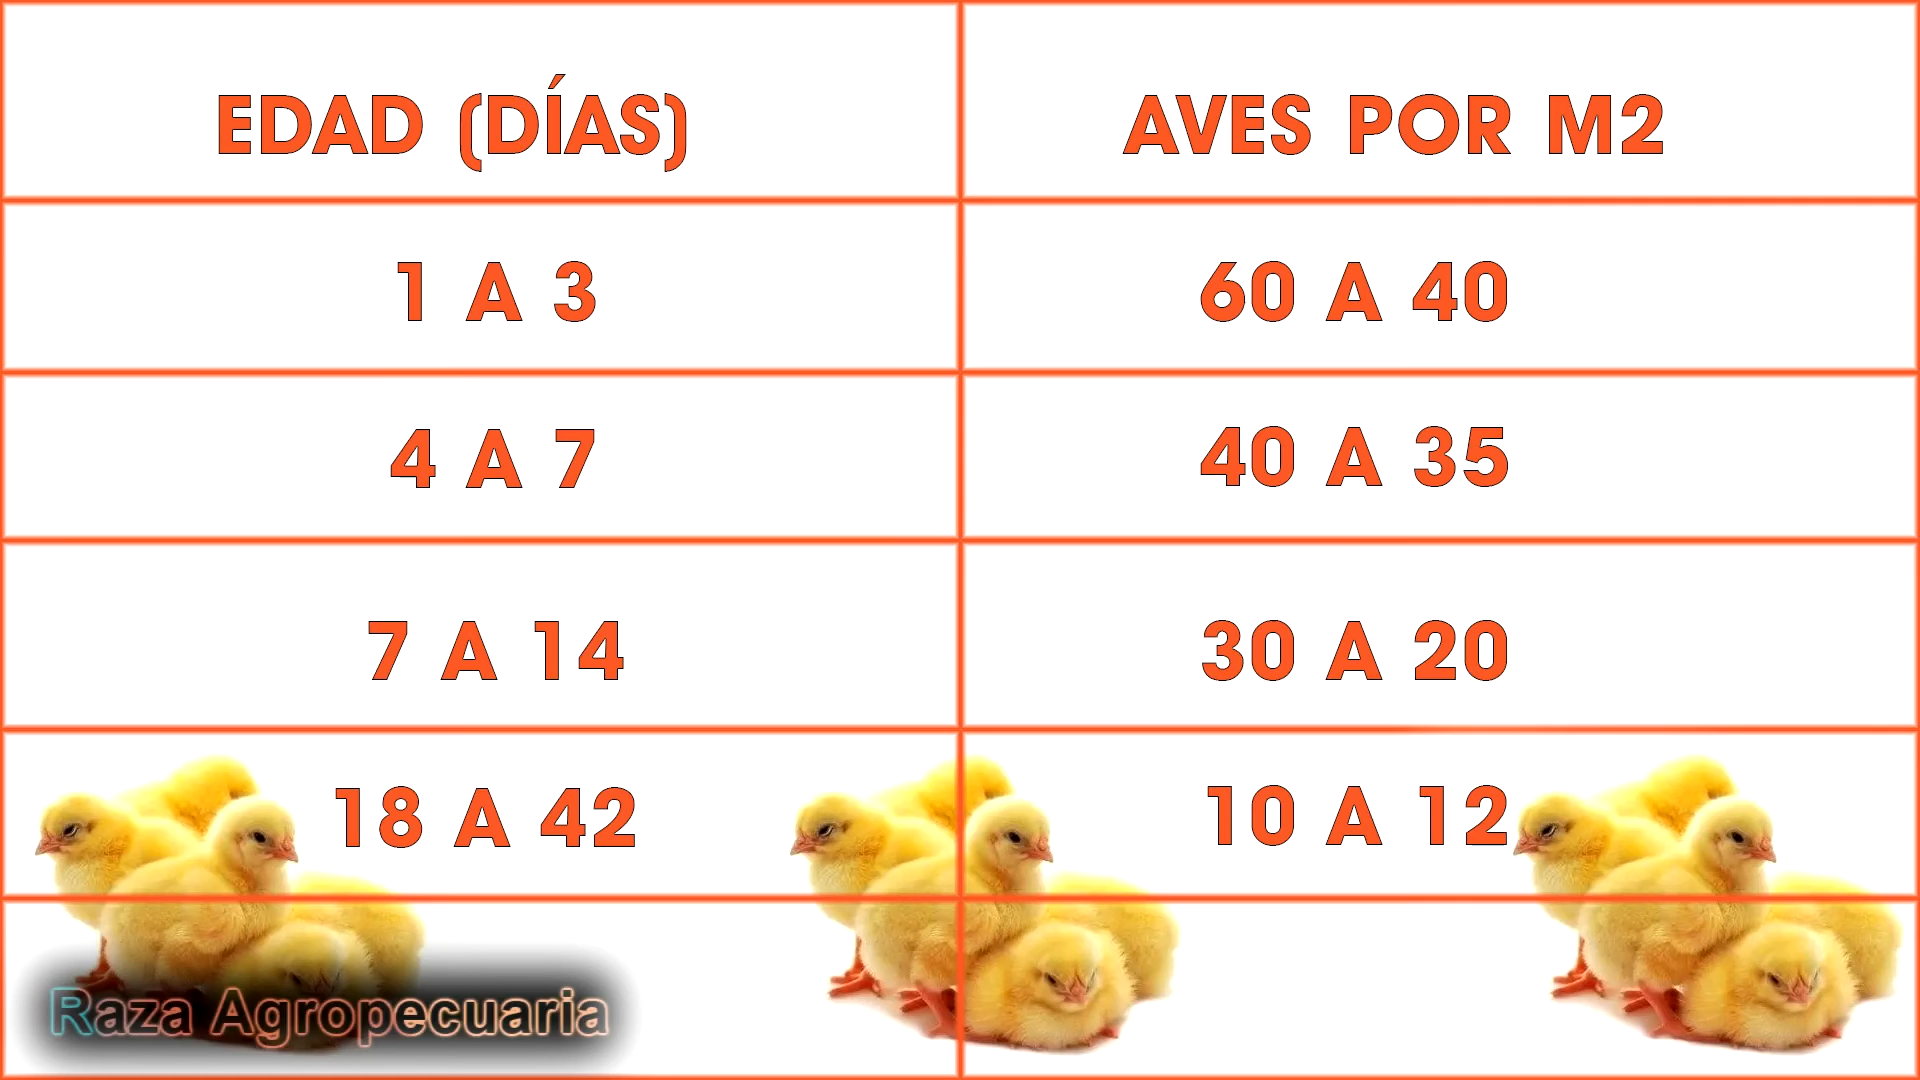 EDAD (DÍAS) AVES POR M2
1 A 3 60 A 40
4 A 7 40 A 35
7 A 14 30 A 20
18 A 42 10 A 12
Raza Agropecuaria